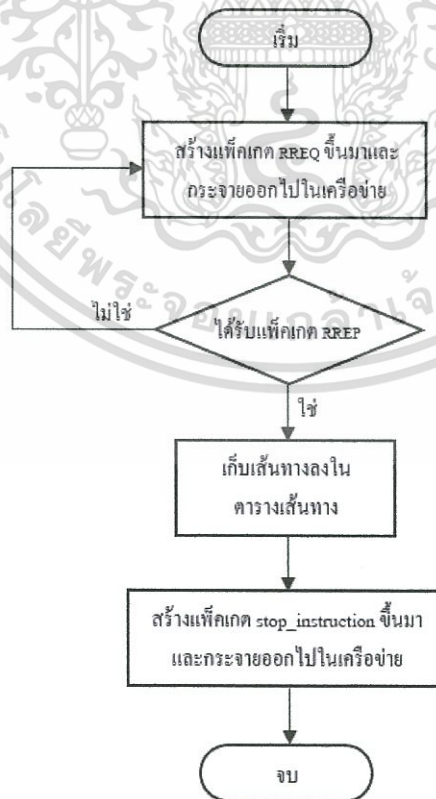 เริ่ม
สร้างแพ็คเกต RREQ ขึ้นมาและ
กระจายออกไปในเครือข่าย
ไม่ใช่
ได้รับแพ็คเกต RREP
ใช่
เก็บเส้นทางลงใน
ตารางเส้นทาง
สร้างแพ็คเกต stop_instruction ขึ้นมา
และกระจายออกไปในเครือข่าย
จบ